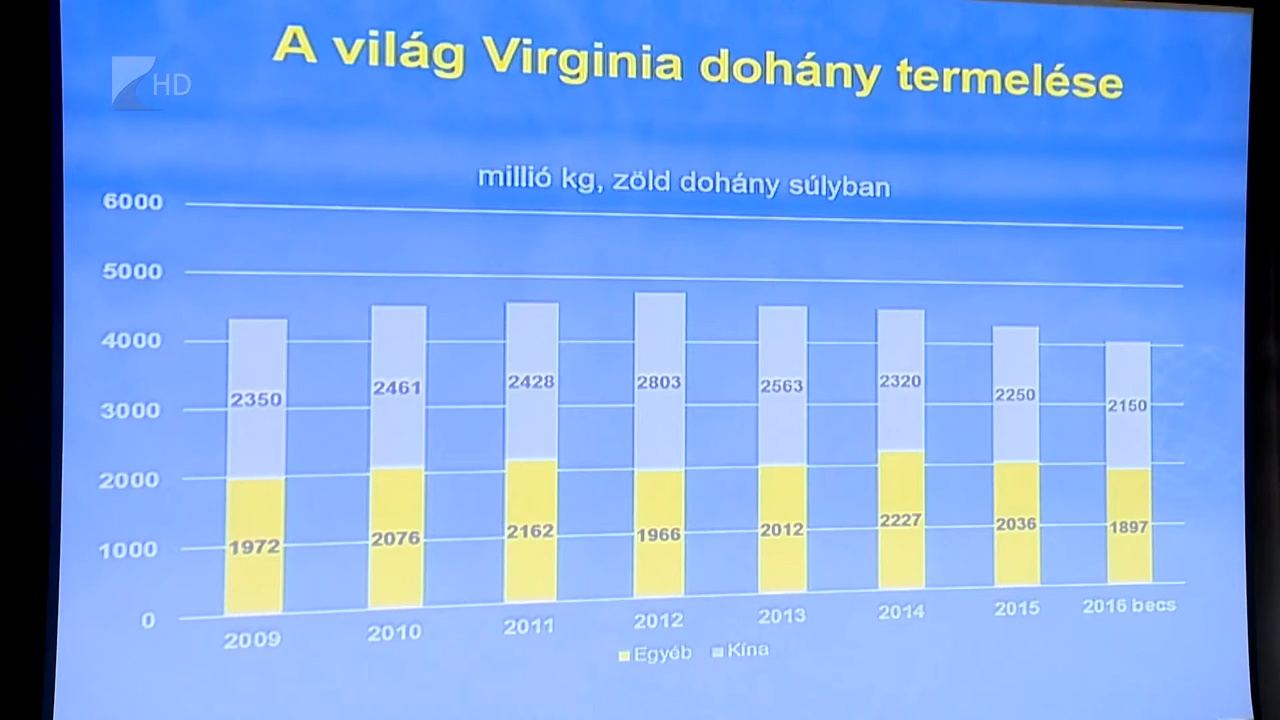 A világ Virginia dohány termelése
HD
millió kg, zöld dohány súlyban
6000
5000
4000
3000
2000
1000
0
2350 2461 2428 2803 2563 2320 2250 2150
1972 2076 2162 1966 2012 2227 2036 1897
2009 2010 2011 2012 2013 2014 2015 2016 becs
Egyéb Kína